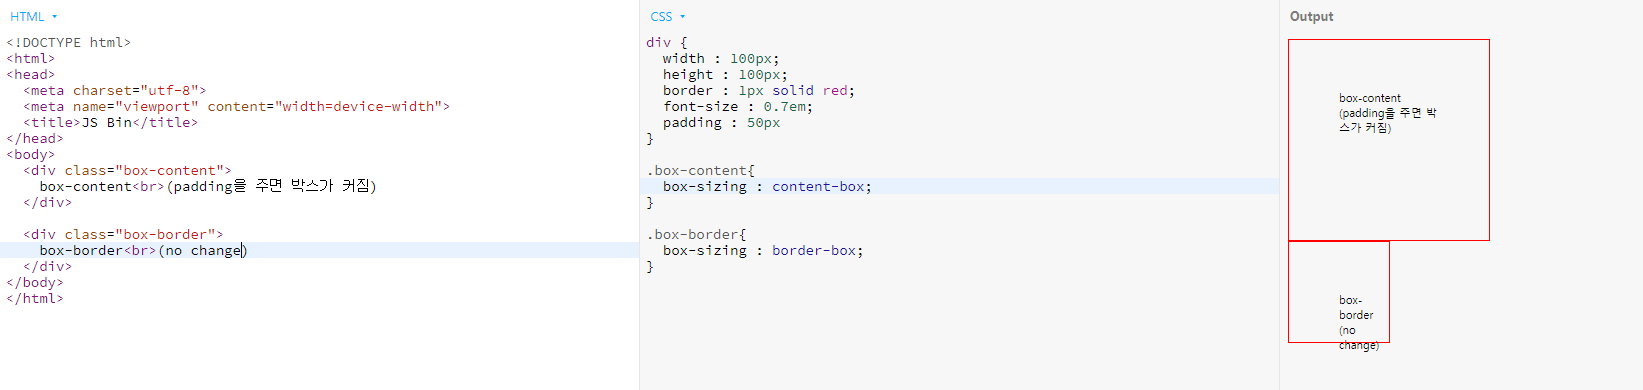 HTML
<!DOCTYPE html>
<html>
<head>
  <meta charset="utf-8">
  <meta name="viewport" content="width=device-width">
  <title>JS Bin</title>
</head>
<body>
  <div class="box-content">
    box-content<br>(padding을 주면 박스가 커짐)
  </div>

  <div class="box-border">
    box-border<br>(no change)
  </div>
</body>
</html>
CSS
div {
  width : 100px;
  height : 100px;
  border : 1px solid red;
  font-size : 0.7em;
  padding : 50px
}

.box-content{
  box-sizing : content-box;
}

.box-border{
  box-sizing : border-box;
}
Output
box-content
(padding을 주면 박
스가 커짐)
box-
border
(no
change)